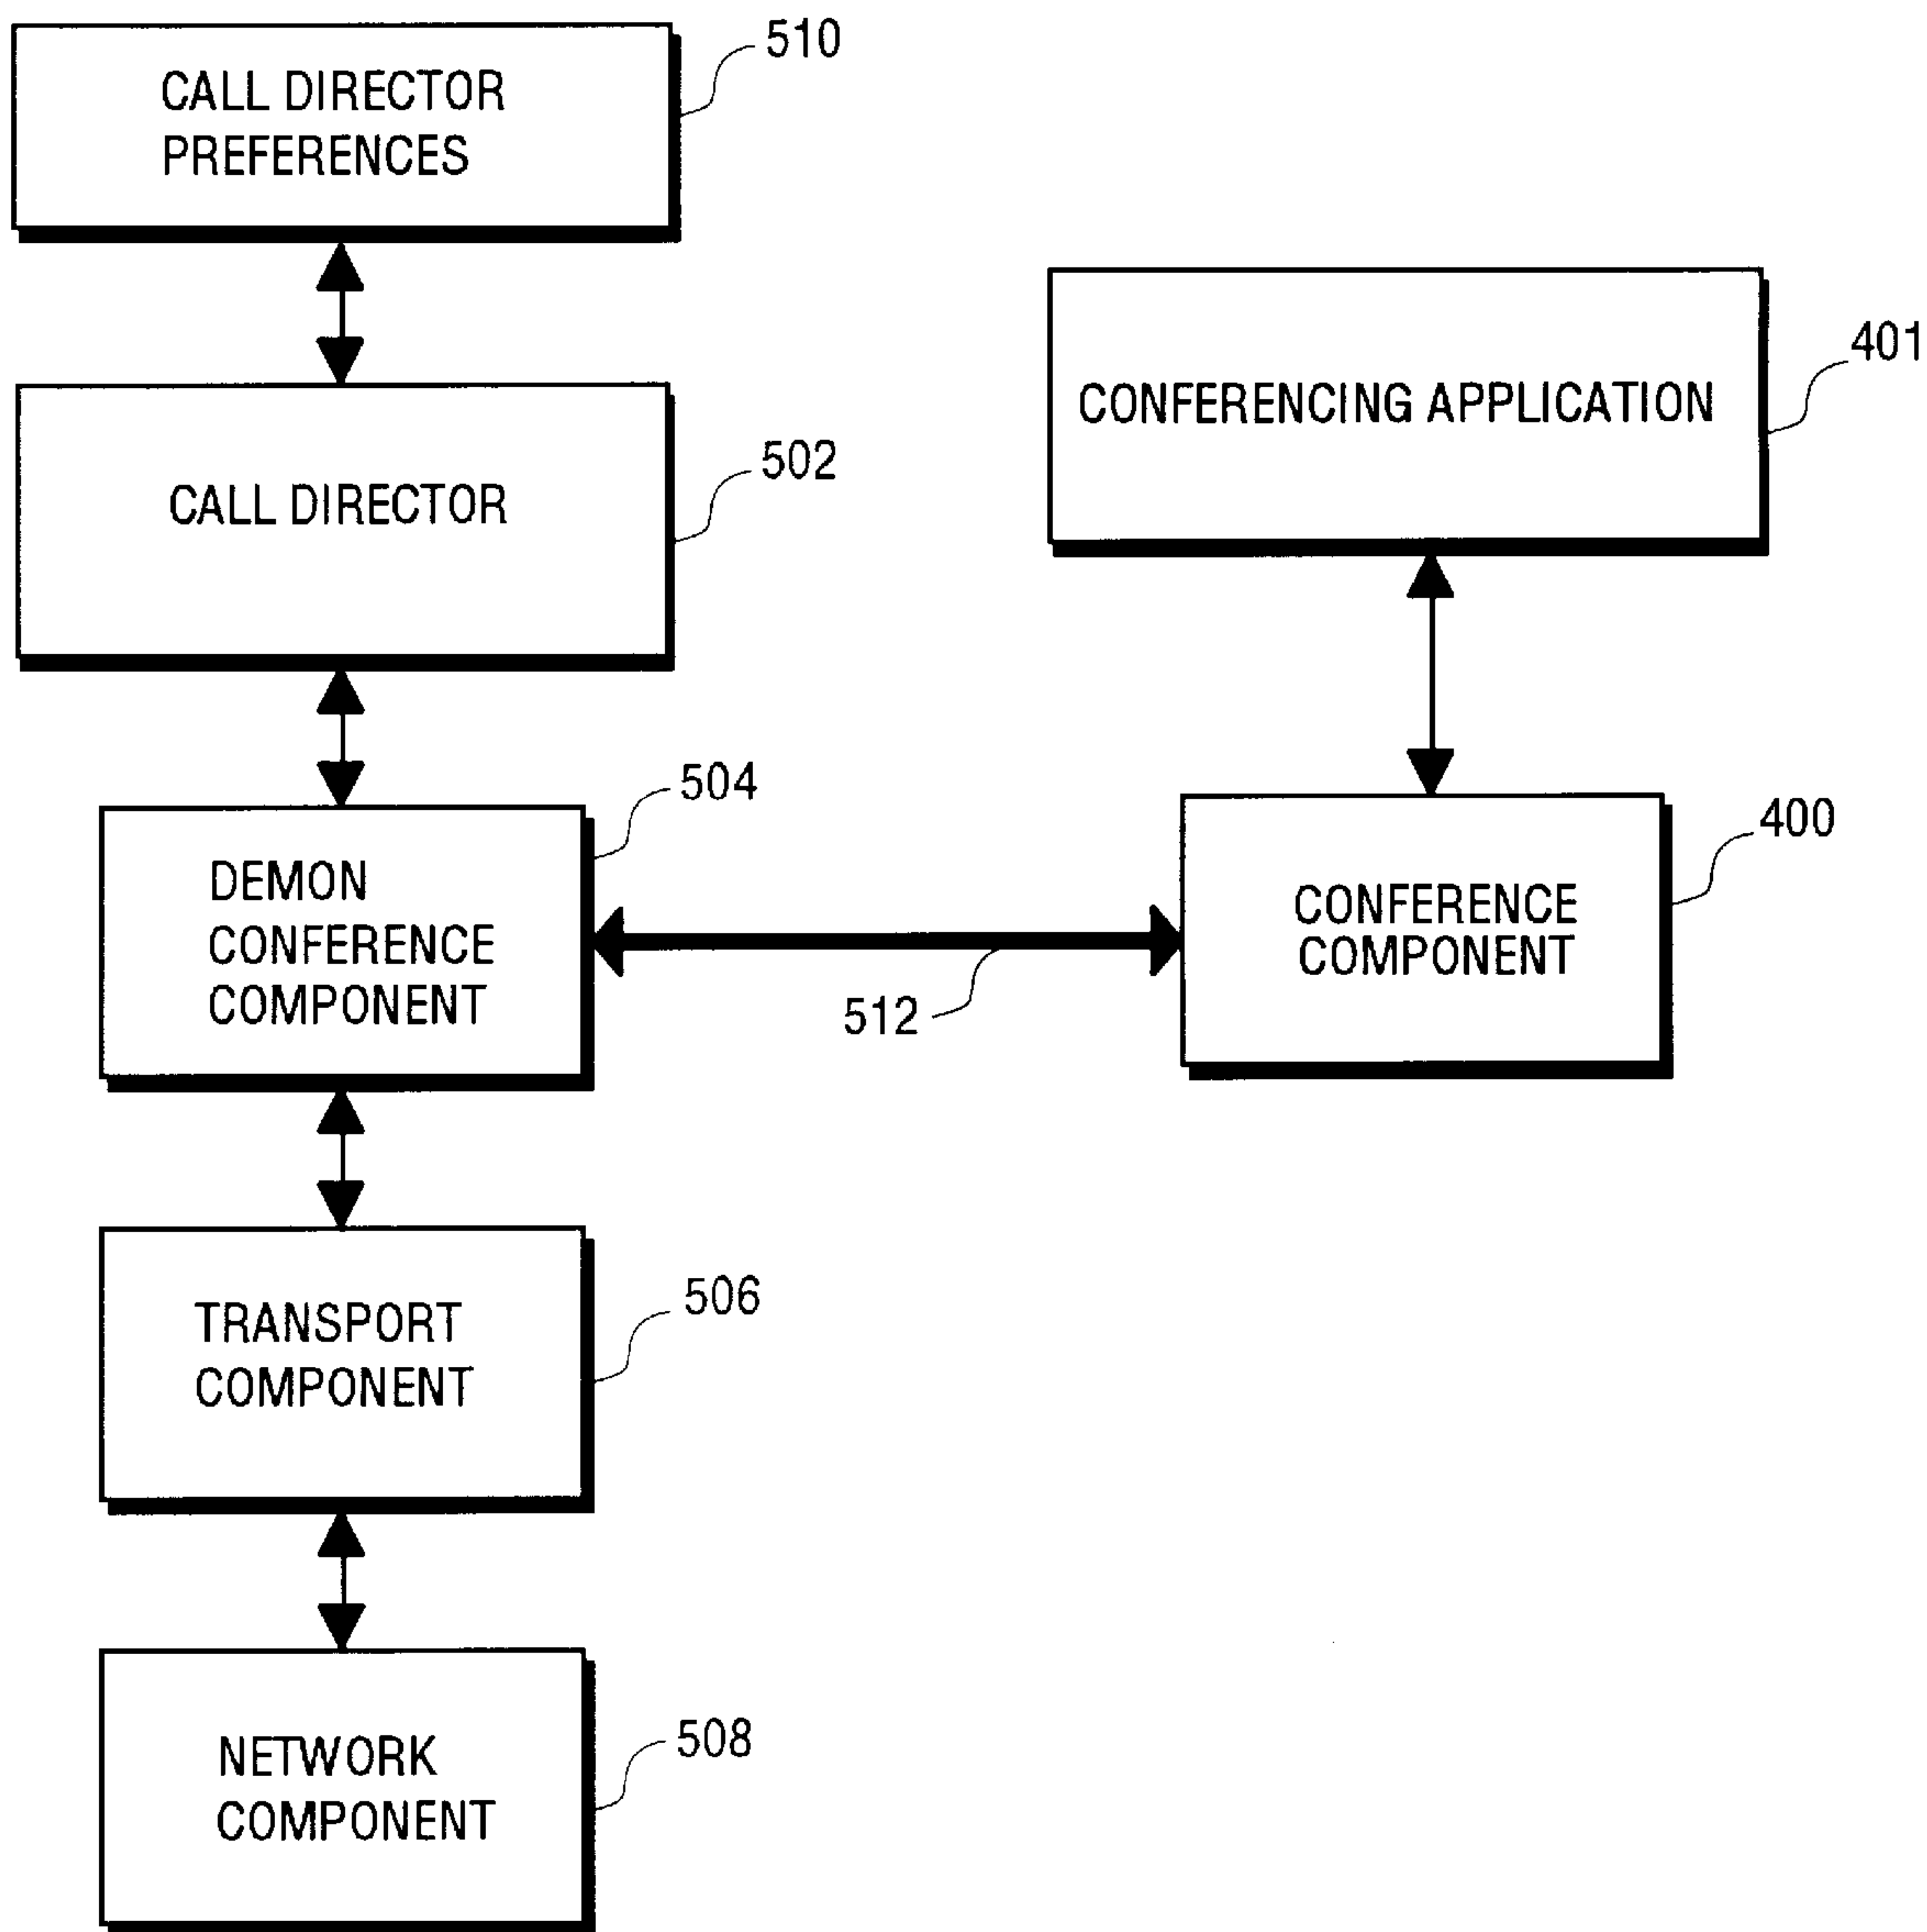 510
CALL DIRECTOR
PREFERENCES
401
CONFERENCING APPLICATION
502
CALL DIRECTOR
504
DEMON
CONFERENCE
COMPONENT
400
CONFERENCE
COMPONENT
512
506
TRANSPORT
COMPONENT
508
NETWORK
COMPONENT